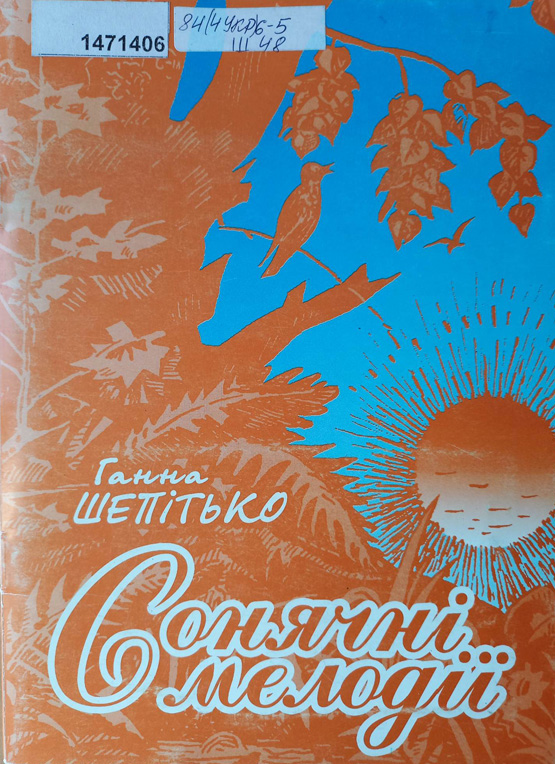 1471406
84(4Укр)6-5
Ш 48
Ганна
ШЕПІТЬКО
Сонячні
мелодії